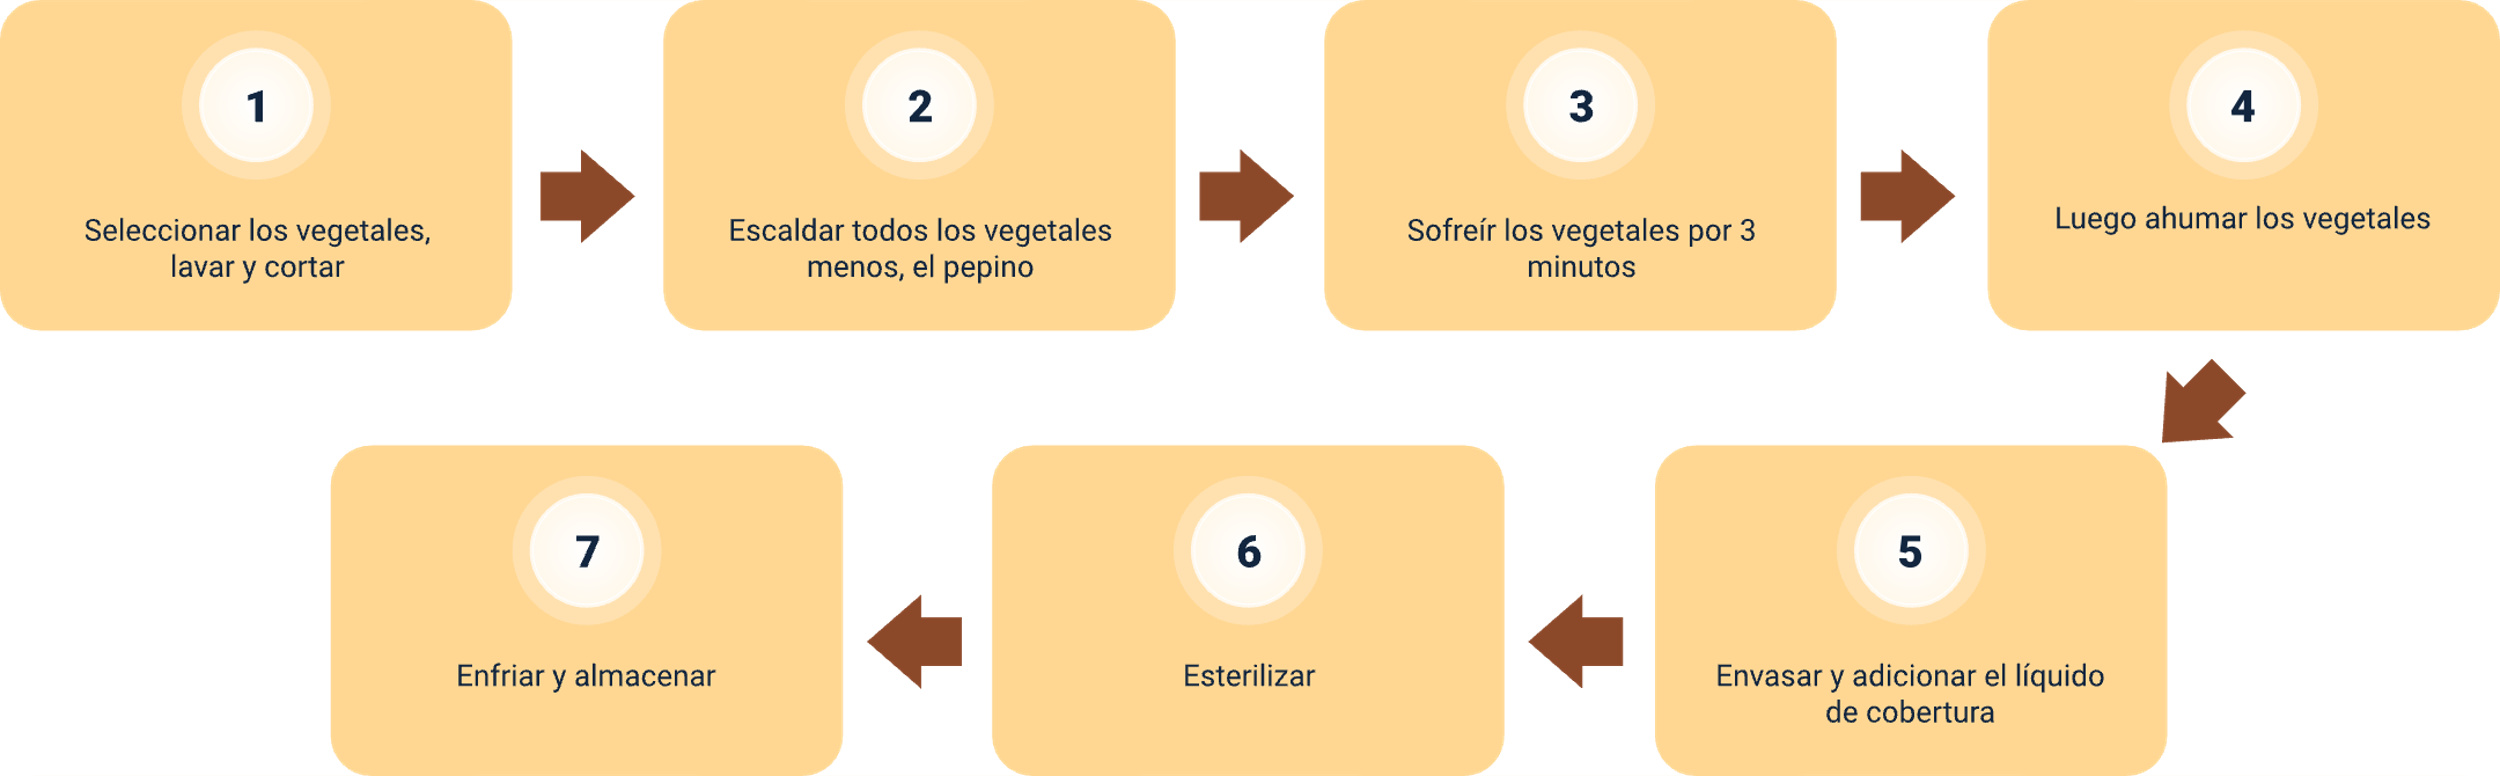 1
Seleccionar los vegetales,
lavar y cortar
2
Escaldar todos los vegetales
menos, el pepino
3
Sofreír los vegetales por 3
minutos
4
Luego ahumar los vegetales
5
Envasar y adicionar el líquido
de cobertura
6
Esterilizar
7
Enfriar y almacenar